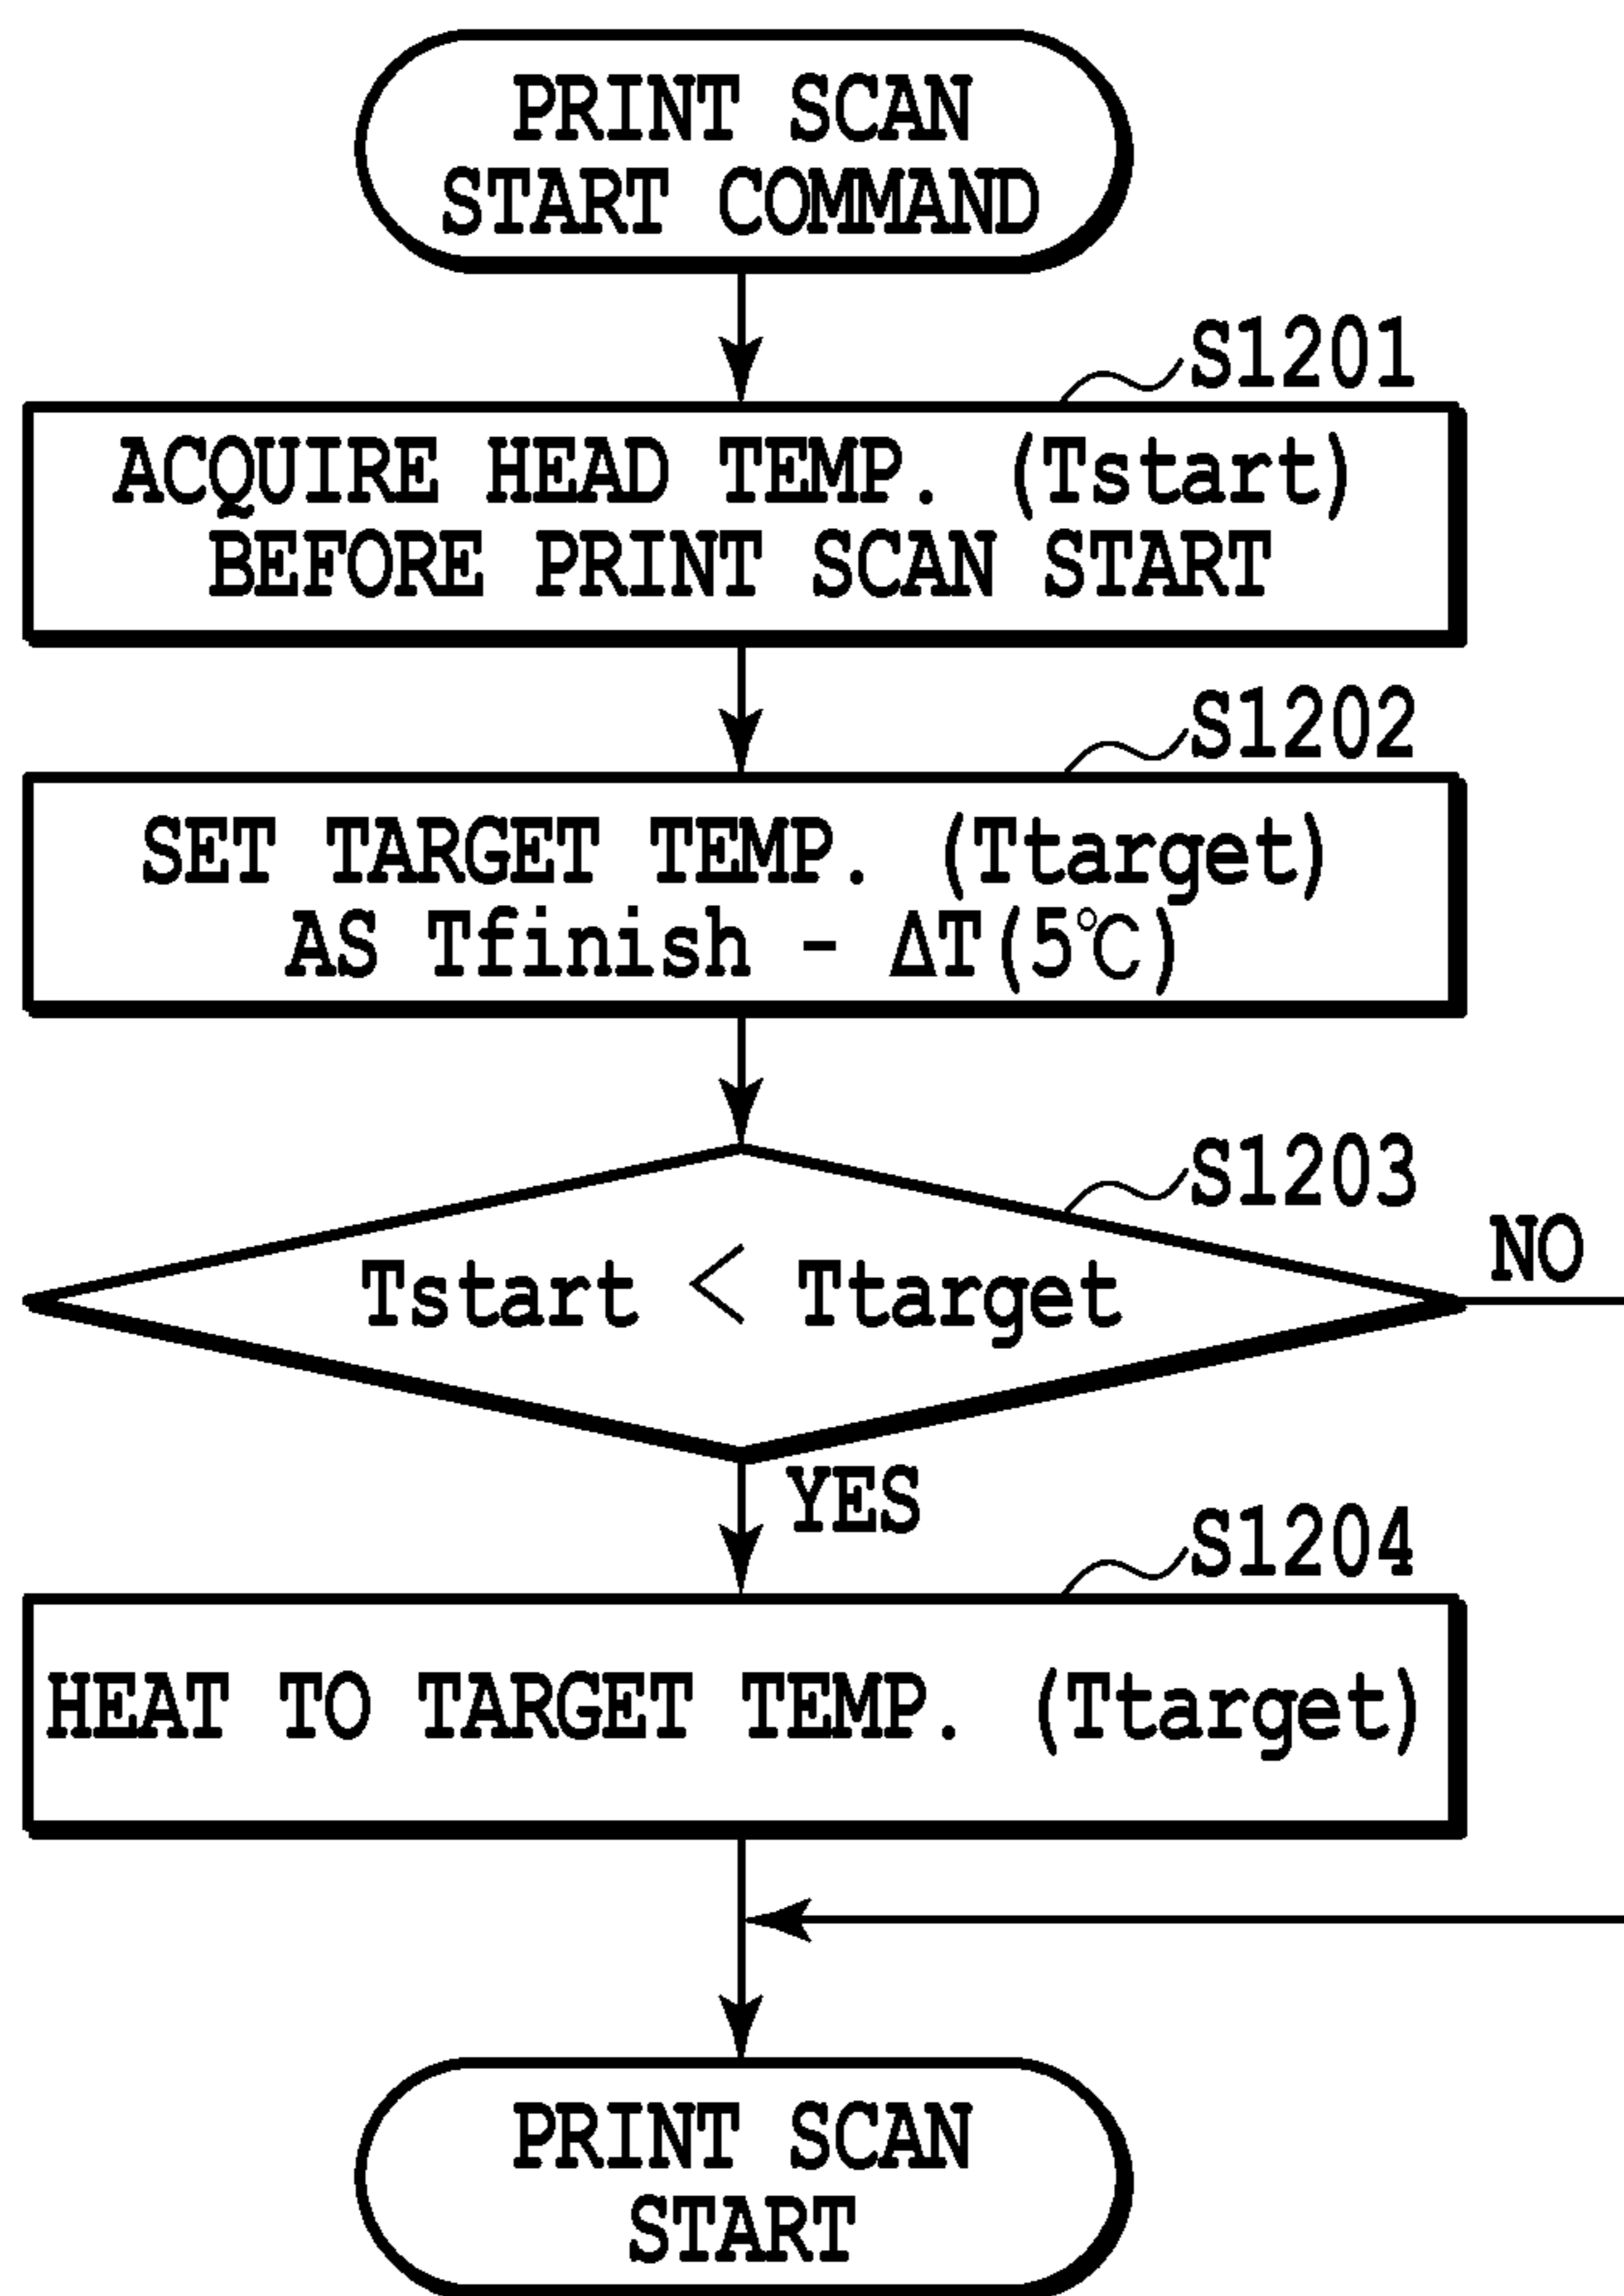 PRINT SCAN
START COMMAND
S1201
ACQUIRE HEAD TEMP. (Tstart)
BEFORE PRINT SCAN START
S1202
SET TARGET TEMP. (Ttarget)
AS Tfinish - ΔT(5℃)
S1203
NO
Tstart < Ttarget
YES
S1204
HEAT TO TARGET TEMP. (Ttarget)
PRINT SCAN
START